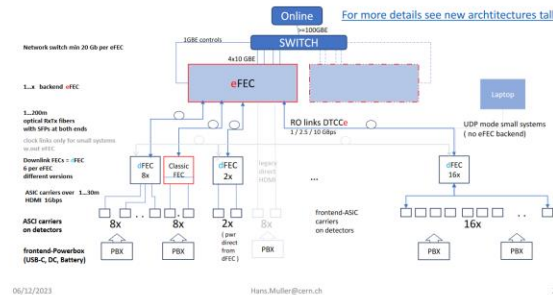 Online
For more details see new archtitectures tal
>=100GBE
1GBE controls
SWITCH
Network switch min 20 Gb per eFEC
4x10 GBE
1...x backend eFEC
eFEC
Laptop
1...200m
optical RxTx fibers
with SFPs at both ends
RO links DTCCe
1 / 2.5 / 10 Gbps
UDP mode small systems
( no eFEC backend)
clock links only for small systems
w-out eFEC
Downlink FECs = dFEC
6 per eFEC
different versions
dFEC
8x
Classic
FEC
dFEC
2x
legacy
direct
HDMI
...
dFEC
16x
ASIC carriers over 1...30m
HDMI 1Gbps
ASCI carriers
on detectors
. .
8x
8x
2x
8x
frontend-ASIC
carriers
on detectors
16x
. .
frontend-Powerbox
(USB-C, DC, Battery)
PBX
PBX
( pwr
direct
from
dFEC )
PBX
PBX
PBX
06/12/2023
Hans.Muller@cern.ch